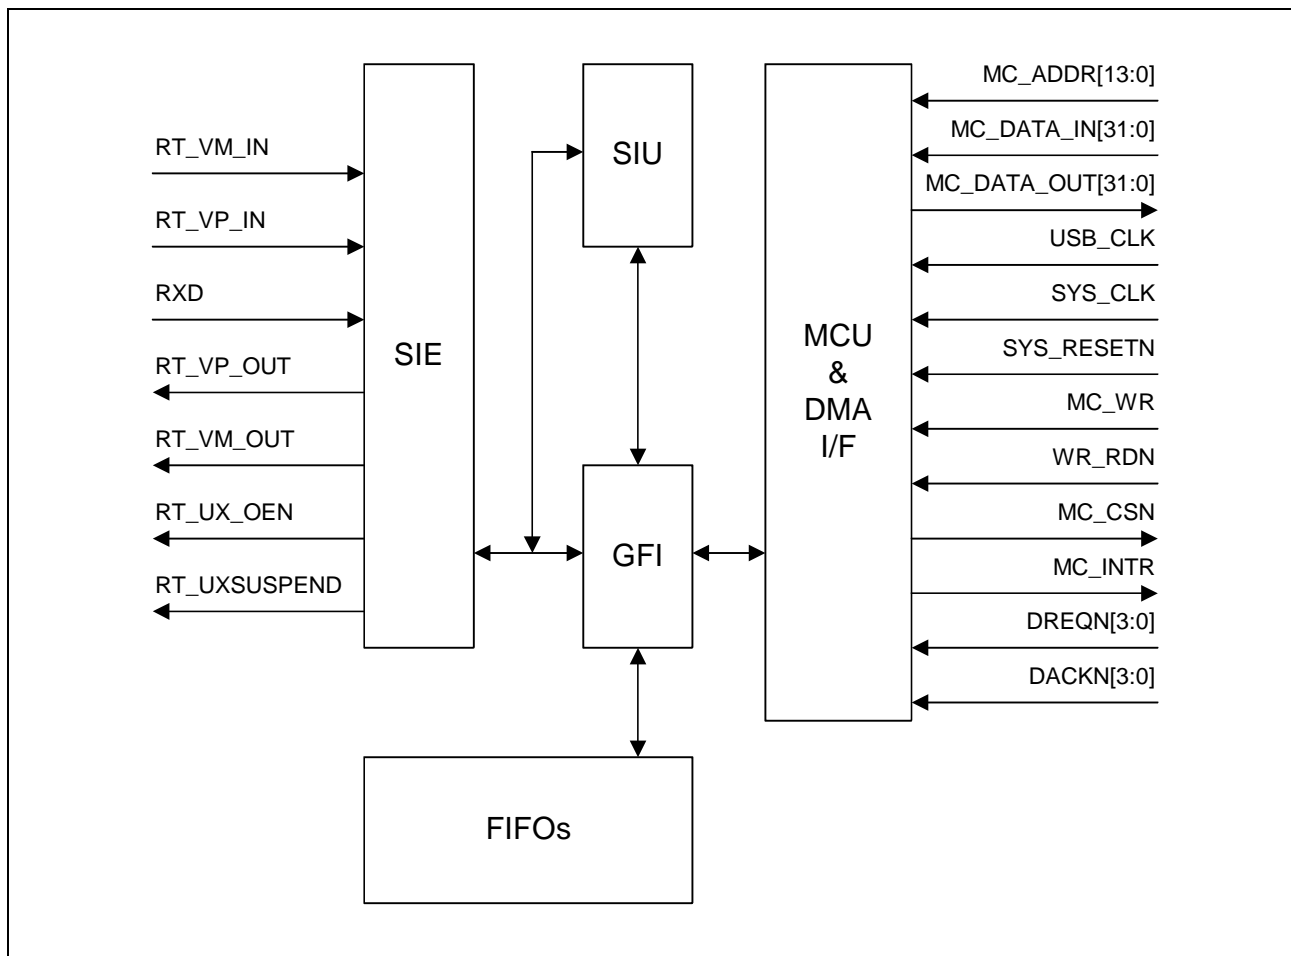 RT_VM_IN
RT_VP_IN
RXD
RT_VP_OUT
RT_VM_OUT
RT_UX_OEN
RT_UXSUSPEND
SIE
SIU
GFI
FIFOs
MCU
&
DMA
I/F
MC_ADDR[13:0]
MC_DATA_IN[31:0]
MC_DATA_OUT[31:0]
USB_CLK
SYS_CLK
SYS_RESETN
MC_WR
WR_RDN
MC_CSN
MC_INTR
DREQN[3:0]
DACKN[3:0]